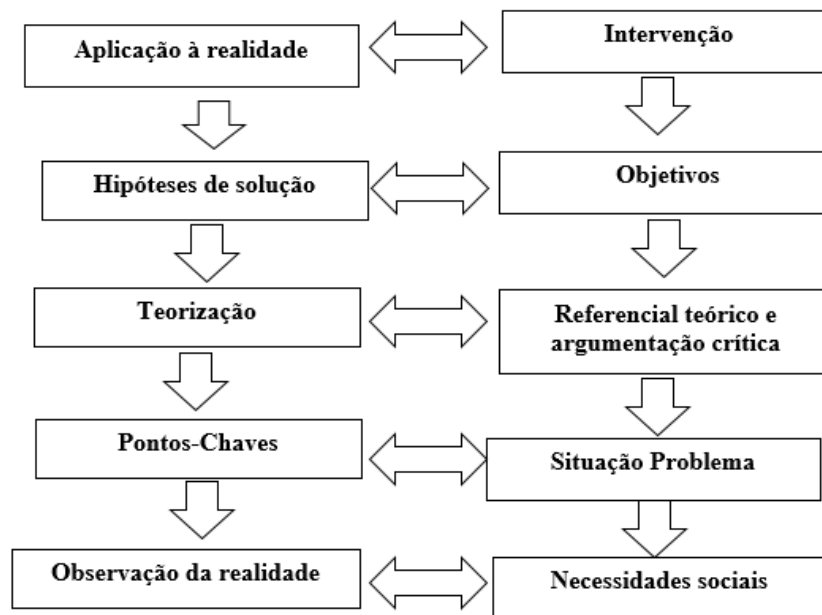 Aplicação à realidade
Intervenção
Hipóteses de solução
Objetivos
Teorização
Referencial teórico e
argumentação crítica
Pontos-Chaves
Situação Problema
Observação da realidade
Necessidades sociais